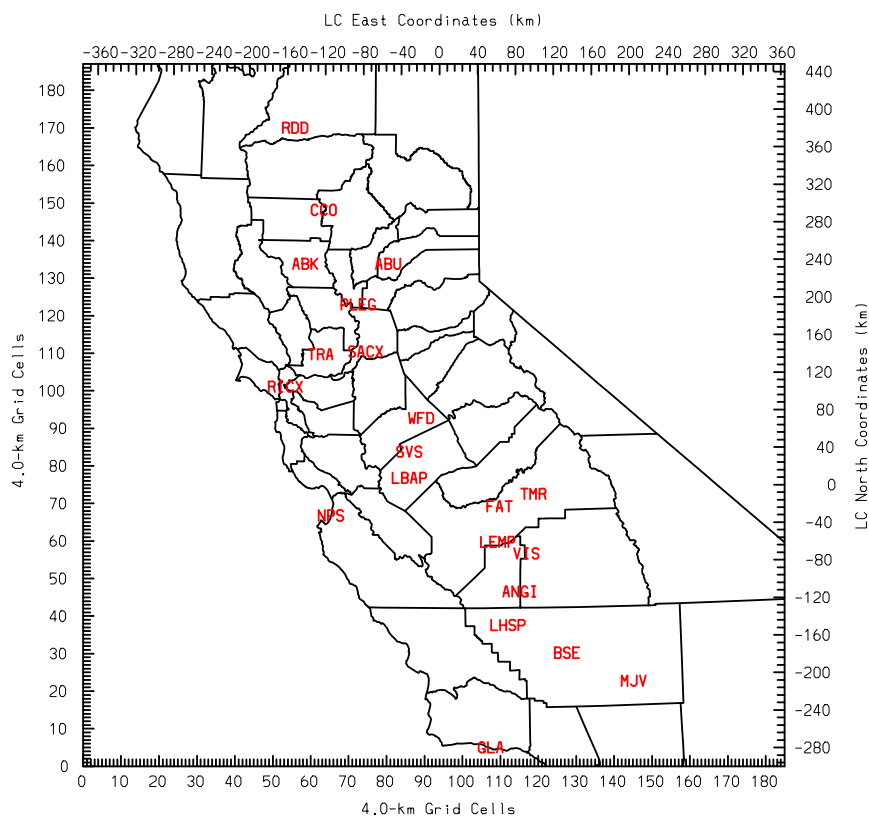 LC East Coordinates (km)
-360 -320 -280 -240 -200 -160 -120 -80 -40 0 40 80 120 160 200 240 280 320 360
180 440
RDD 400
170
360
160
320
150 CCO 280
140
ABK ABU 240
130
PLEG 200
120
TRA SACX 160
110
RICX 120
100
WFD 80
90
SVS 40
80
LBAP 0
70 TMR
FAT
NPS -40
60 LEMP
VIS -80
50
ANGI -120
40
LHSP -160
30 BSE
MJV -200
20
-240
10
GLA -280
0
0 10 20 30 40 50 60 70 80 90 100 110 120 130 140 150 160 170 180
4.0-km Grid Cells
4.0-km Grid Cells
LC North Coordinates (km)